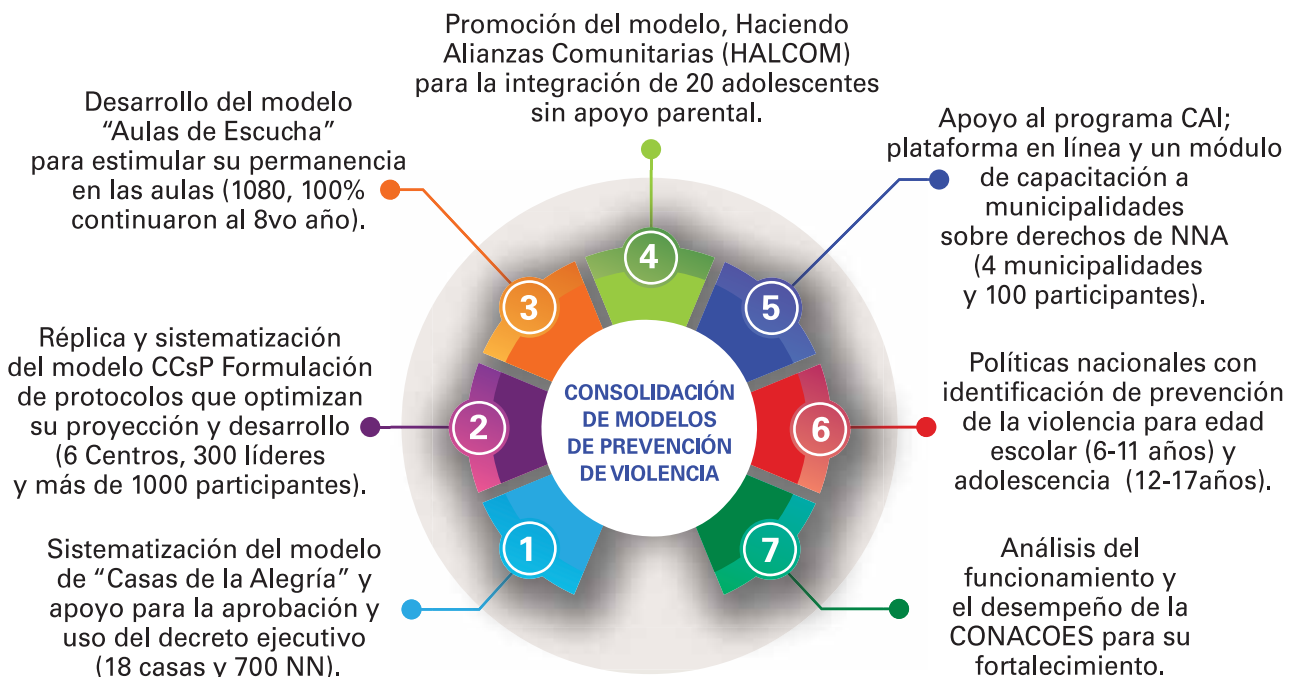 Promoción del modelo, Haciendo
Alianzas Comunitarias (HALCOM)
para la integración de 20 adolescentes
sin apoyo parental.
Desarrollo del modelo
“Aulas de Escucha”
para estimular su permanencia
en las aulas (1080, 100%
continuaron al 8vo año).
Apoyo al programa CAI;
plataforma en línea y un módulo
de capacitación a
municipalidades
sobre derechos de NNA
(4 municipalidades
y 100 participantes).
Réplica y sistematización
del modelo CCsP Formulación
de protocolos que optimizan
su proyección y desarrollo
(6 Centros, 300 líderes
y más de 1000 participantes).
Políticas nacionales con
identificación de prevención
de la violencia para edad
escolar (6-11 años) y
adolescencia (12-17años).
Sistematización del modelo
de “Casas de la Alegría” y
apoyo para la aprobación y
uso del decreto ejecutivo
(18 casas y 700 NN).
Análisis del
funcionamiento y
el desempeño de la
CONACOES para su
fortalecimiento.
1
2
3
4
5
6
7
CONSOLIDACIÓN
DE MODELOS
DE PREVENCIÓN
DE VIOLENCIA